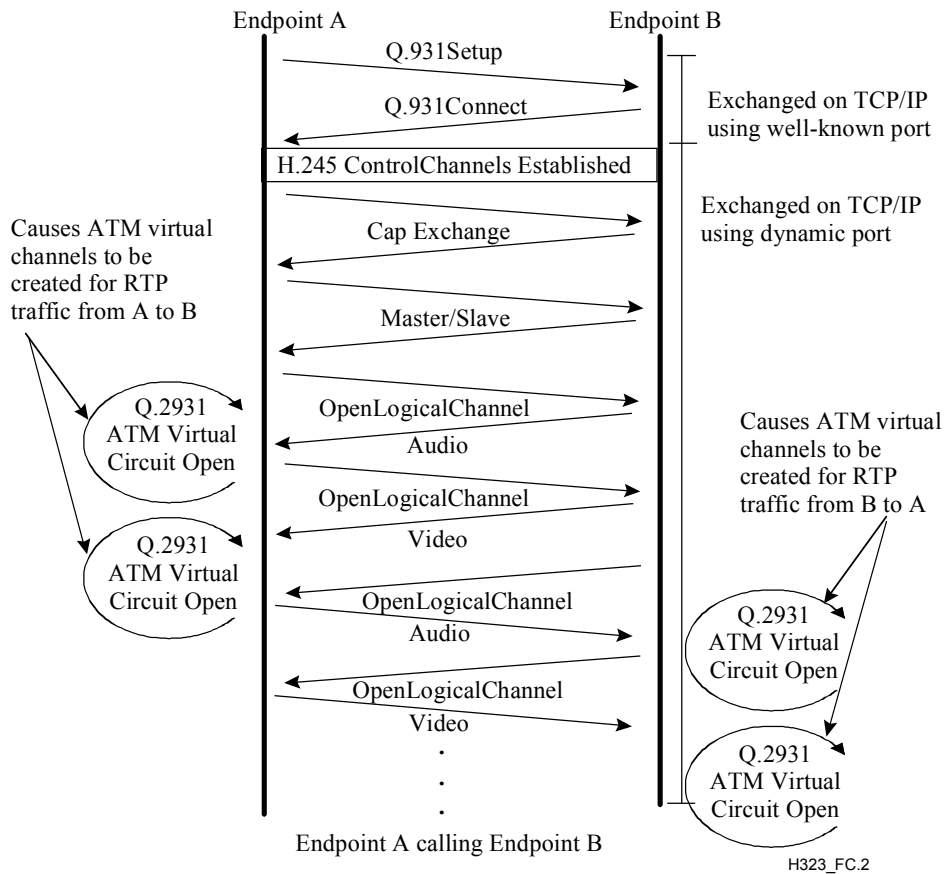 Endpoint A
Endpoint B
Q.931Setup
Q.931Connect
Exchanged on TCP/IP
using well-known port
H.245 ControlChannels Established
Exchanged on TCP/IP
using dynamic port
Cap Exchange
Causes ATM virtual
channels to be
created for RTP
traffic from A to B
Master/Slave
Q.2931
ATM Virtual
Circuit Open
OpenLogicalChannel
Audio
Causes ATM virtual
channels to be
created for RTP
traffic from B to A
OpenLogicalChannel
Video
Q.2931
ATM Virtual
Circuit Open
OpenLogicalChannel
Audio
Q.2931
ATM Virtual
Circuit Open
OpenLogicalChannel
Video
Q.2931
ATM Virtual
Circuit Open
.
.
.
Endpoint A calling Endpoint B
H323_FC.2